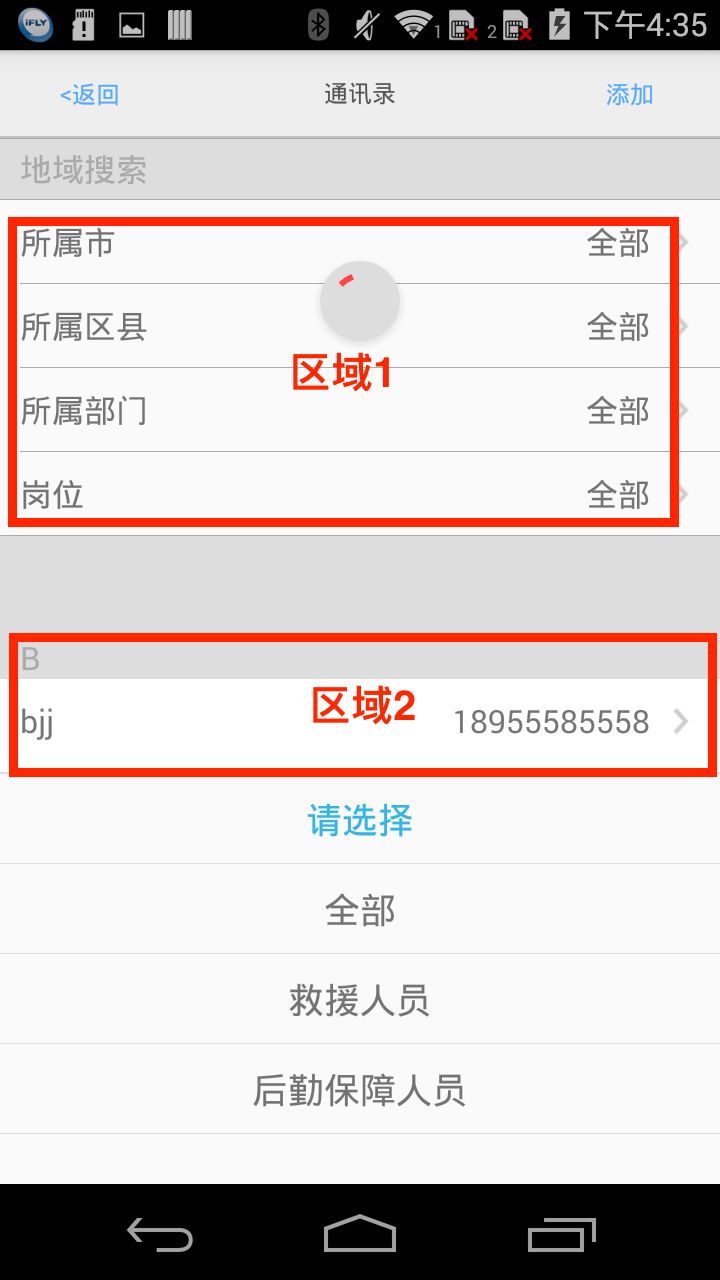 iFLY 1 2 下午4:35
<返回 通讯录 添加
地域搜索
所属市 全部
所属区县 全部
区域1
所属部门 全部
岗位 全部
B
区域2
bjj 18955585558
请选择
全部
救援人员
后勤保障人员